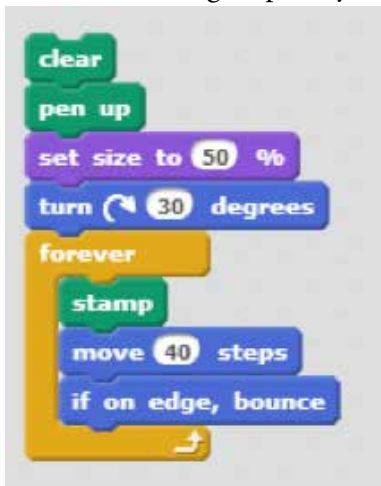 clear
pen up
set size to 50 %
turn 30 degrees
forever
stamp
move 40 steps
if on edge, bounce